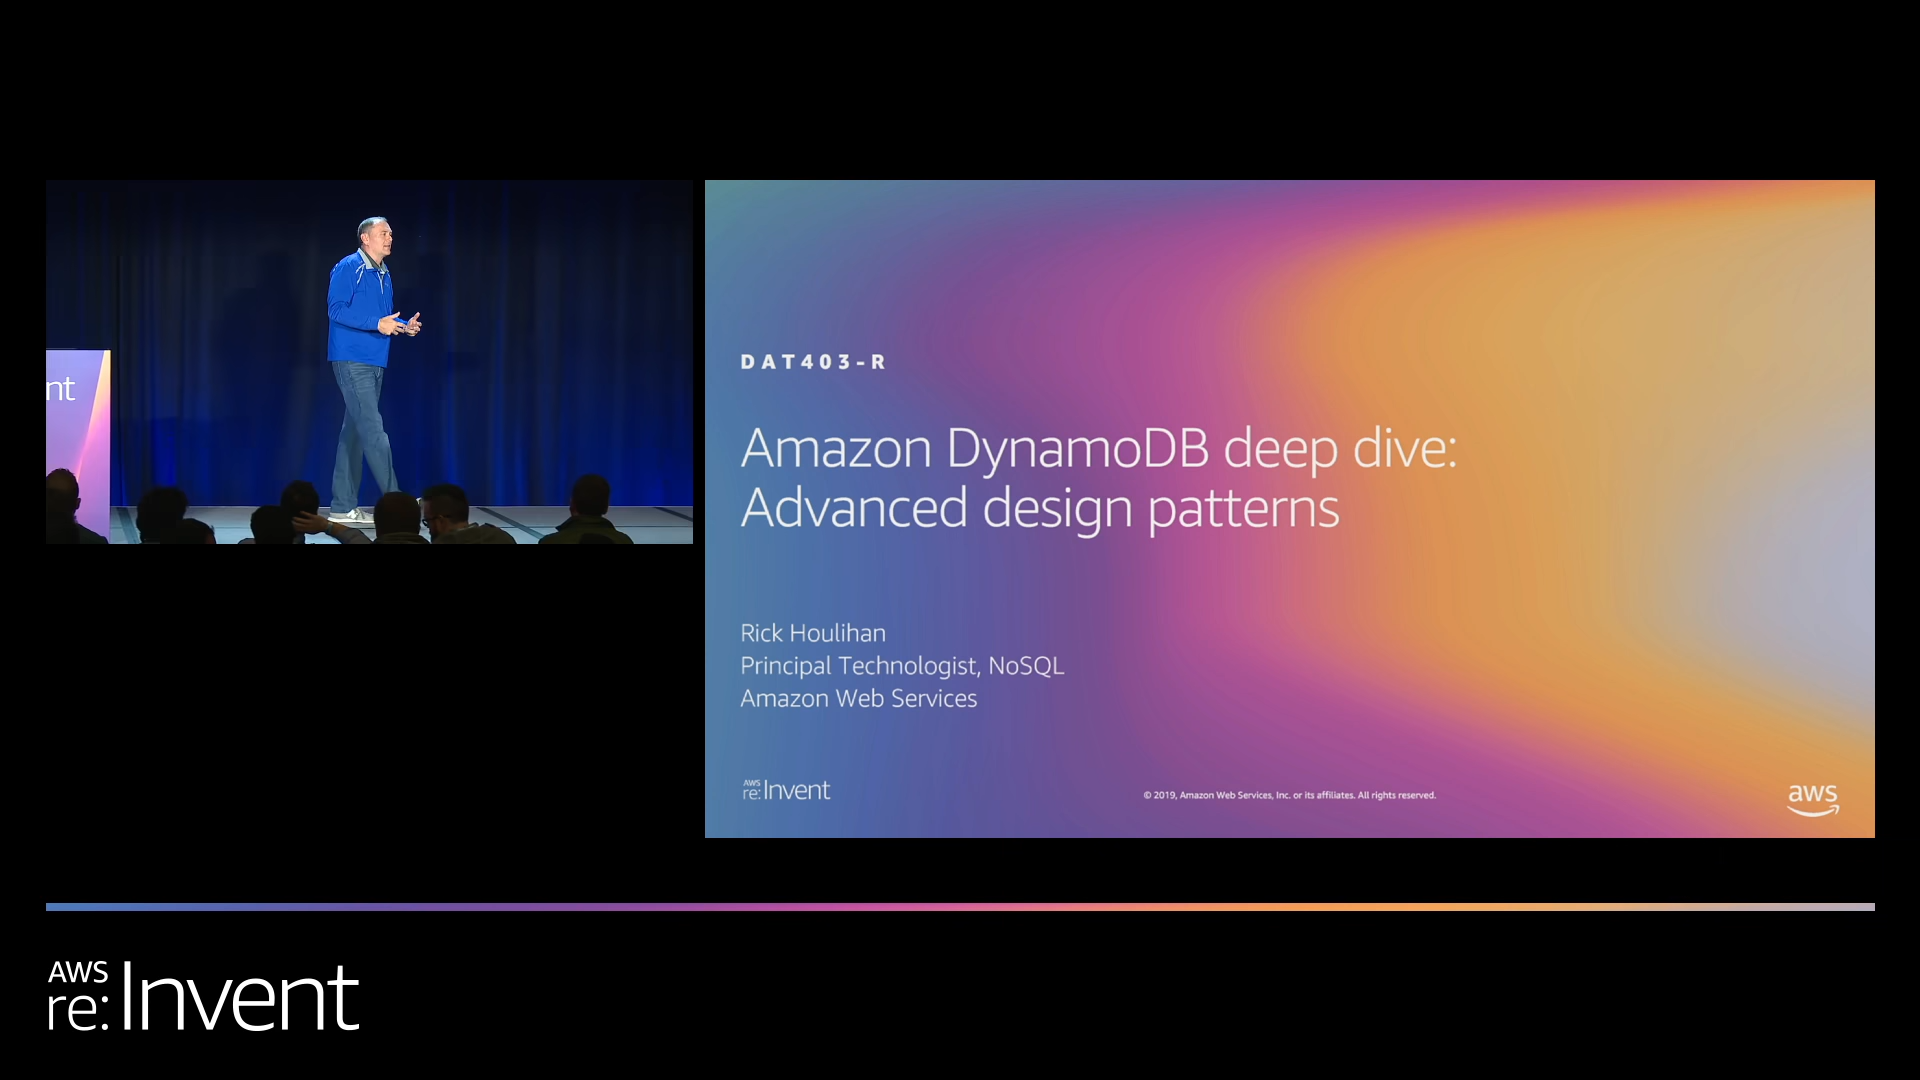 nt
DAT403-R
Amazon DynamoDB deep dive:
Advanced design patterns
Rick Houlihan
Principal Technologist, NoSQL
Amazon Web Services
AWS
re:Invent
© 2019, Amazon Web Services, Inc. or its affiliates. All rights reserved.
aws
AWS
re:Invent